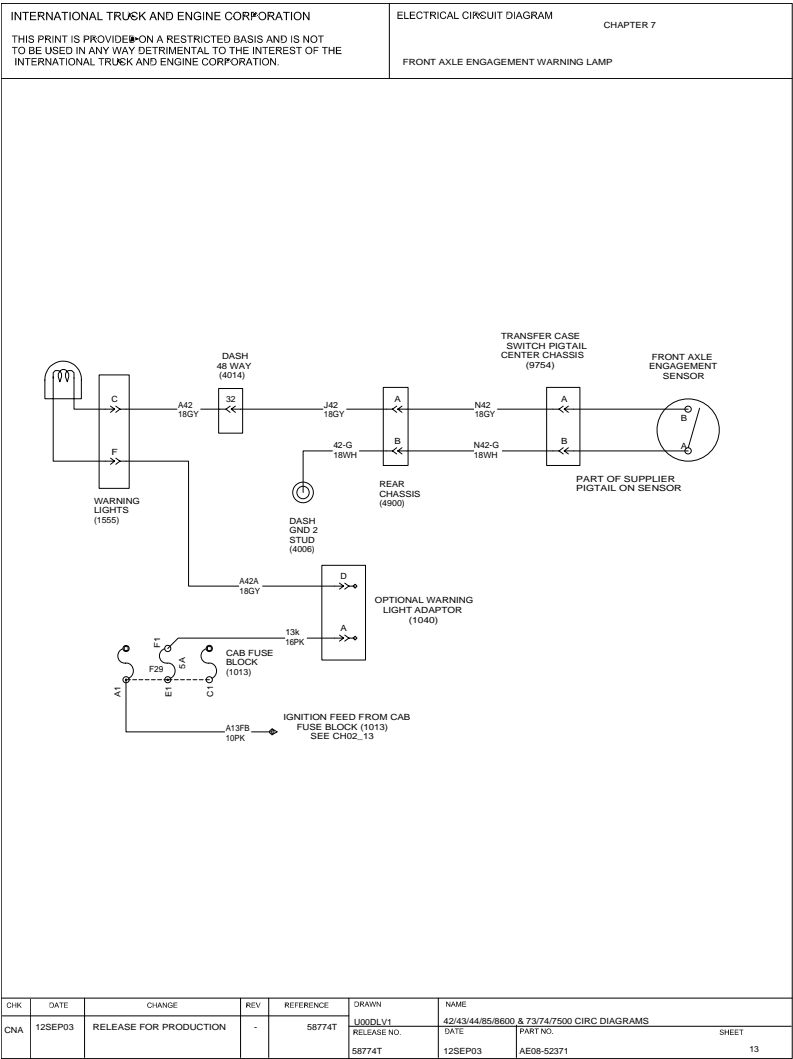 INTERNATIONAL TRUCK AND ENGINE CORPORATION
THIS PRINT IS PROVIDED ON A RESTRICTED BASIS AND IS NOT
TO BE USED IN ANY WAY DETRIMENTAL TO THE INTEREST OF THE
INTERNATIONAL TRUCK AND ENGINE CORPORATION.
ELECTRICAL CIRCUIT DIAGRAM
CHAPTER 7
FRONT AXLE ENGAGEMENT WARNING LAMP
TRANSFER CASE
SWITCH PIGTAIL
CENTER CHASSIS
(9754)
DASH
48 WAY
(4014)
FRONT AXLE
ENGAGEMENT
SENSOR
C
A42
18GY
32
J42
18GY
A
N42
18GY
A
B
F
42-G
18WH
B
N42-G
18WH
B
A
WARNING
LIGHTS
(1555)
REAR
CHASSIS
(4900)
PART OF SUPPLIER
PIGTAIL ON SENSOR
DASH
GND 2
STUD
(4006)
A42A
18GY
D
OPTIONAL WARNING
LIGHT ADAPTOR
(1040)
13k
16PK
A
F1
F29
5A
CAB FUSE
BLOCK
(1013)
A1
E1
C1
A13FB
10PK
IGNITION FEED FROM CAB
FUSE BLOCK (1013)
SEE CH02_13
CHK DATE CHANGE REV REFERENCE
CNA 12SEP03 RELEASE FOR PRODUCTION - 58774T
DRAWN
U00DLV1
NAME
42/43/44/85/8600 & 73/74/7500 CIRC DIAGRAMS
RELEASE NO. DATE PART NO. SHEET
58774T 12SEP03 AE08-52371 13